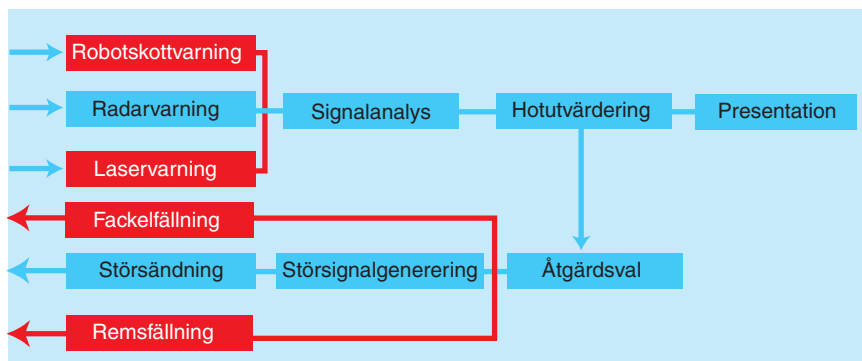 Robotskottvarning
Radarvarning
Signalanalys
Hotutvärdering
Presentation
Laservarning
Fackelfällning
Störsändning
Störsignalgenerering
Åtgärdsval
Remsfällning